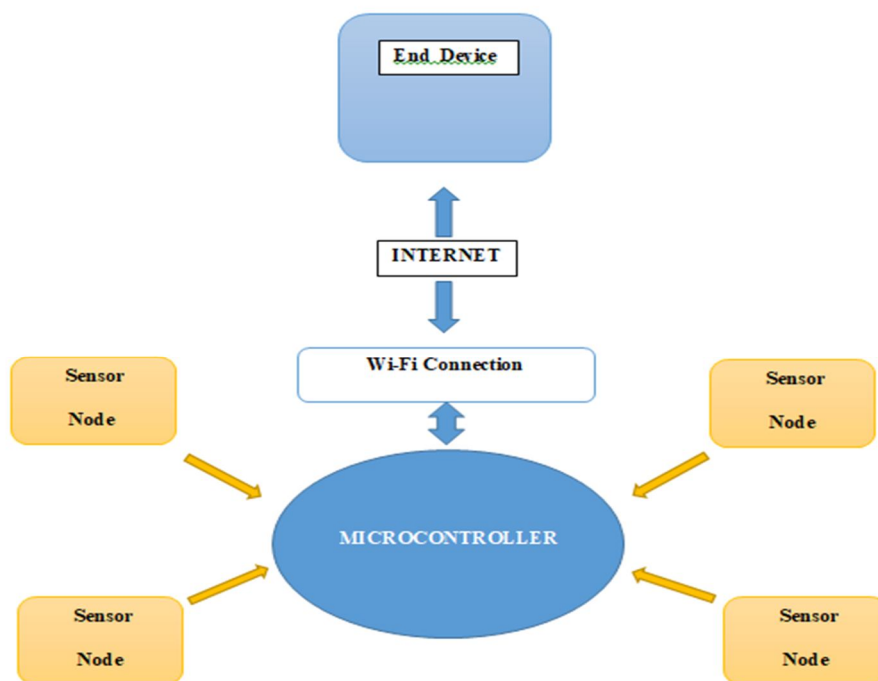 End Device
INTERNET
Wi-Fi Connection
Sensor
Node
Sensor
Node
MICROCONTROLLER
Sensor
Node
Sensor
Node